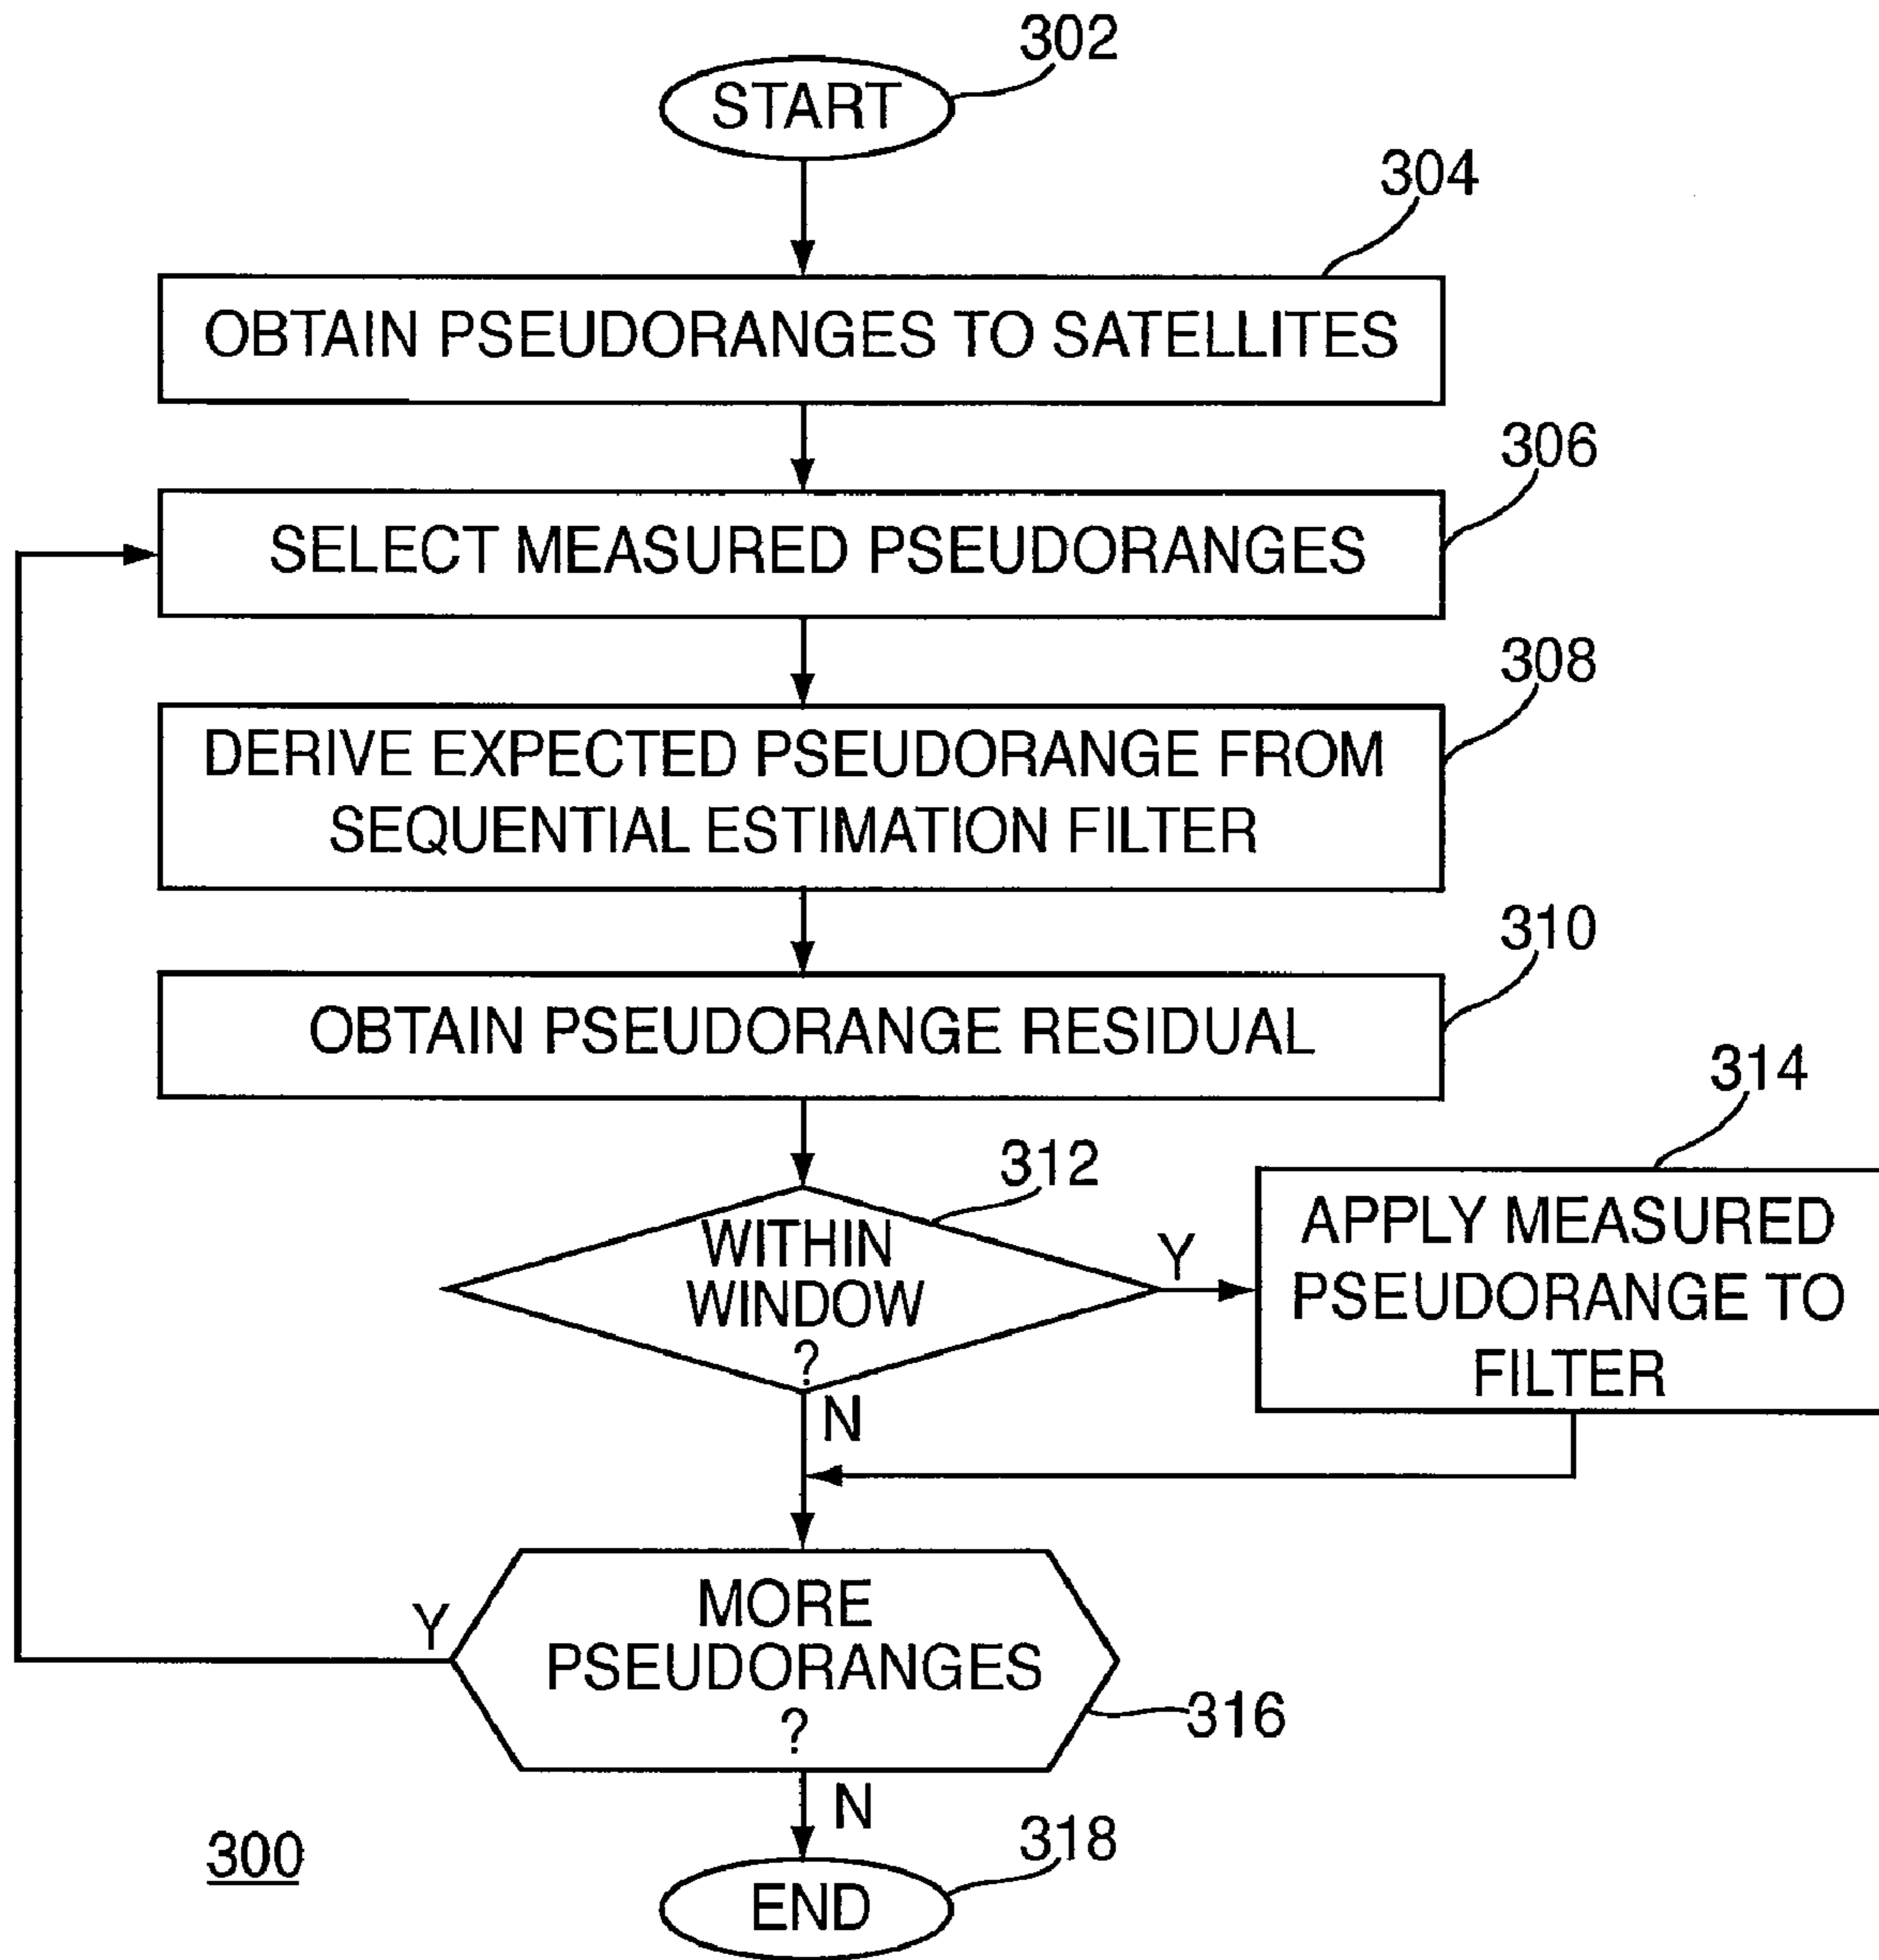 302
START
304
OBTAIN PSEUDORANGES TO SATELLITES
306
SELECT MEASURED PSEUDORANGES
308
DERIVE EXPECTED PSEUDORANGE FROM
SEQUENTIAL ESTIMATION FILTER
310
OBTAIN PSEUDORANGE RESIDUAL
314
312
WITHIN
WINDOW
?
Y
APPLY MEASURED
PSEUDORANGE TO
FILTER
N
MORE
PSEUDORANGES
?
Y
316
N
300
318
END